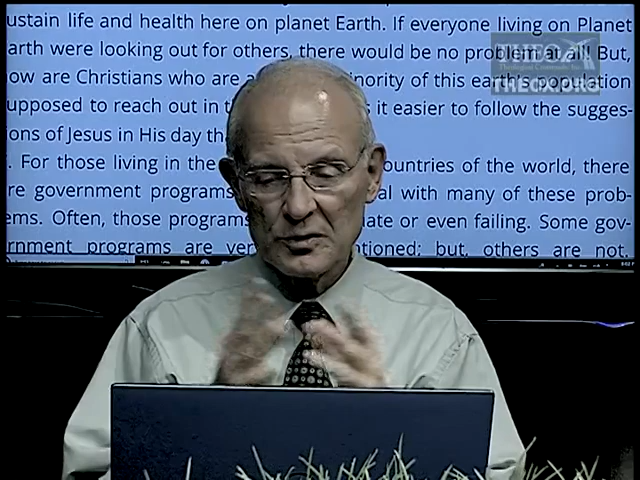 ustain life and health here on planet Earth. If everyone living on Planet
arth were looking out for others, there would be no problem at all! But,
ow are Christians who are a inority of this earth's population
upposed to reach out in t s it easier to follow the sugges-
ons of Jesus in His day th
. For those living in the ountries of the world, there
re government programs al with many of these prob-
ems. Often, those programs ate or even failing. Some gov-
rnment programs are ver ntioned; but, others are not.
THEOX.ORG